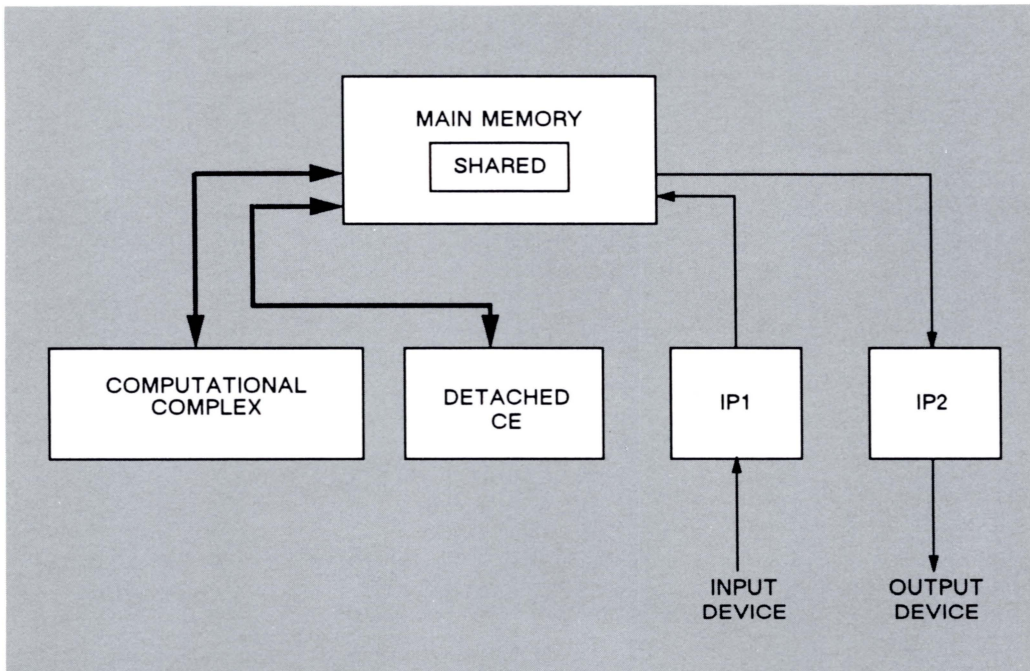 MAIN MEMORY
SHARED
COMPUTATIONAL
COMPLEX
DETACHED
CE
IP1
IP2
INPUT
DEVICE
OUTPUT
DEVICE